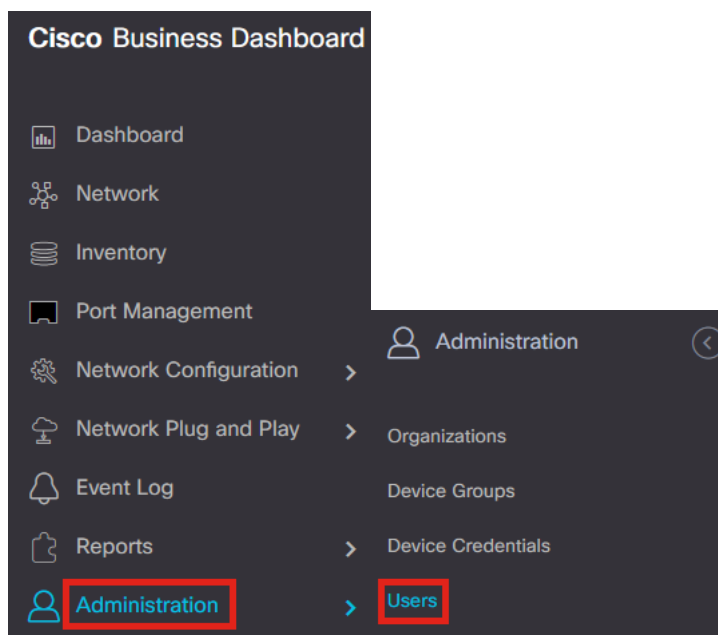 Cisco Business Dashboard
Dashboard
Network
Inventory
Port Management
Network Configuration
Network Plug and Play
Event Log
Reports
Administration
Administration
Organizations
Device Groups
Device Credentials
Users